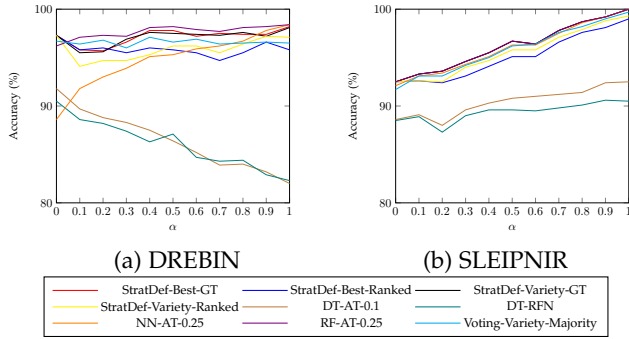 100
90
80
Accuracy (%)
0 0.1 0.2 0.3 0.4 0.5 0.6 0.7 0.8 0.9 1
α
(a) DREBIN
100
90
80
Accuracy (%)
0 0.1 0.2 0.3 0.4 0.5 0.6 0.7 0.8 0.9 1
α
(b) SLEIPNIR
StratDef-Best-GT StratDef-Best-Ranked StratDef-Variety-GT
StratDef-Variety-Ranked DT-AT-0.1 DT-RFN
NN-AT-0.25 RF-AT-0.25 Voting-Variety-Majority